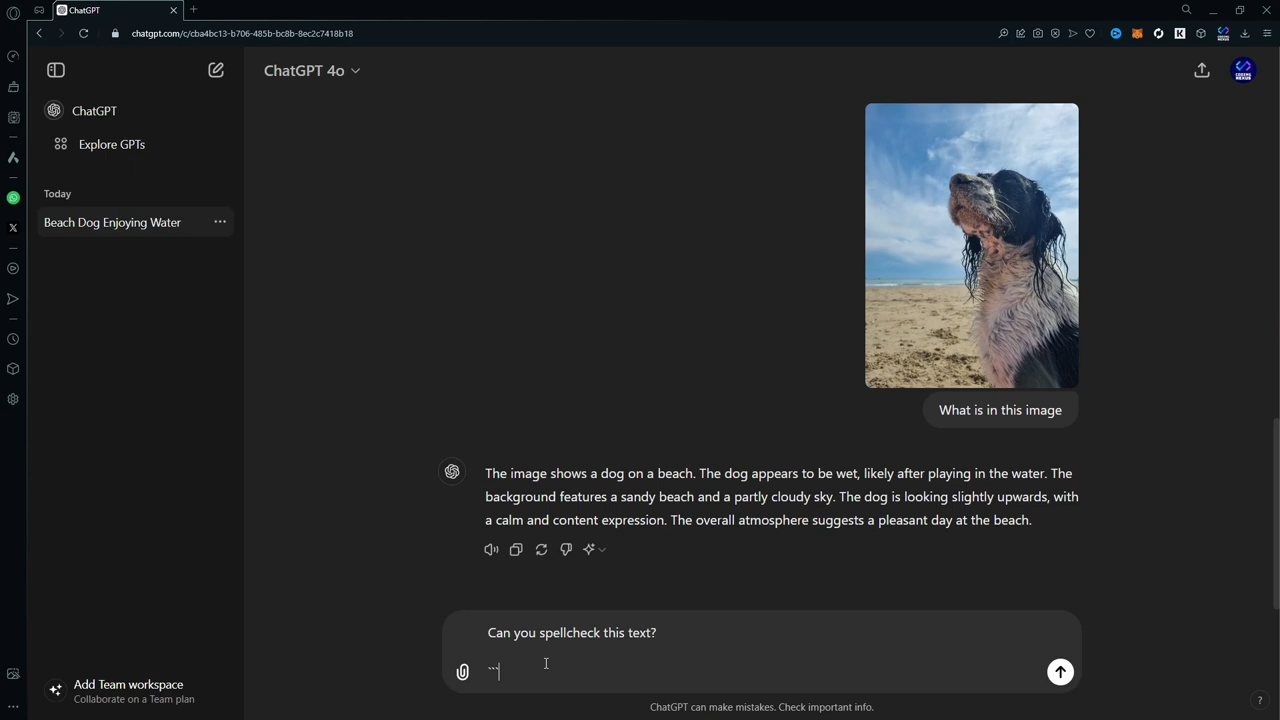 ChatGPT
chatgpt.com/c/cba4bc13-b706-485b-bc8b-8ec2c7418b18
ChatGPT 4o
CODING NEXUS
ChatGPT
Explore GPTs
Today
Beach Dog Enjoying Water
What is in this image
The image shows a dog on a beach. The dog appears to be wet, likely after playing in the water. The
background features a sandy beach and a partly cloudy sky. The dog is looking slightly upwards, with
a calm and content expression. The overall atmosphere suggests a pleasant day at the beach.
Can you spellcheck this text?
```
Add Team workspace
Collaborate on a Team plan
ChatGPT can make mistakes. Check important info.
?